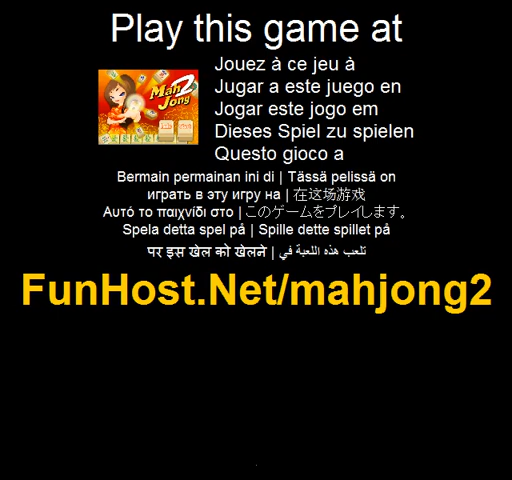 Play this game at
Mah Jong 2
Jouez à ce jeu à
Jugar a este juego en
Jogar este jogo em
Dieses Spiel zu spielen
Questo gioco a
Bermain permainan ini di | Tässä pelissä on
играть в эту игру на | 在这场游戏
Αυτό το παιχνίδι στο | このゲームをプレイします。
Spela detta spel på | Spille dette spillet på
पर इस खेल को खेलने | تلعب هذه اللعبة في
FunHost.Net/mahjong2